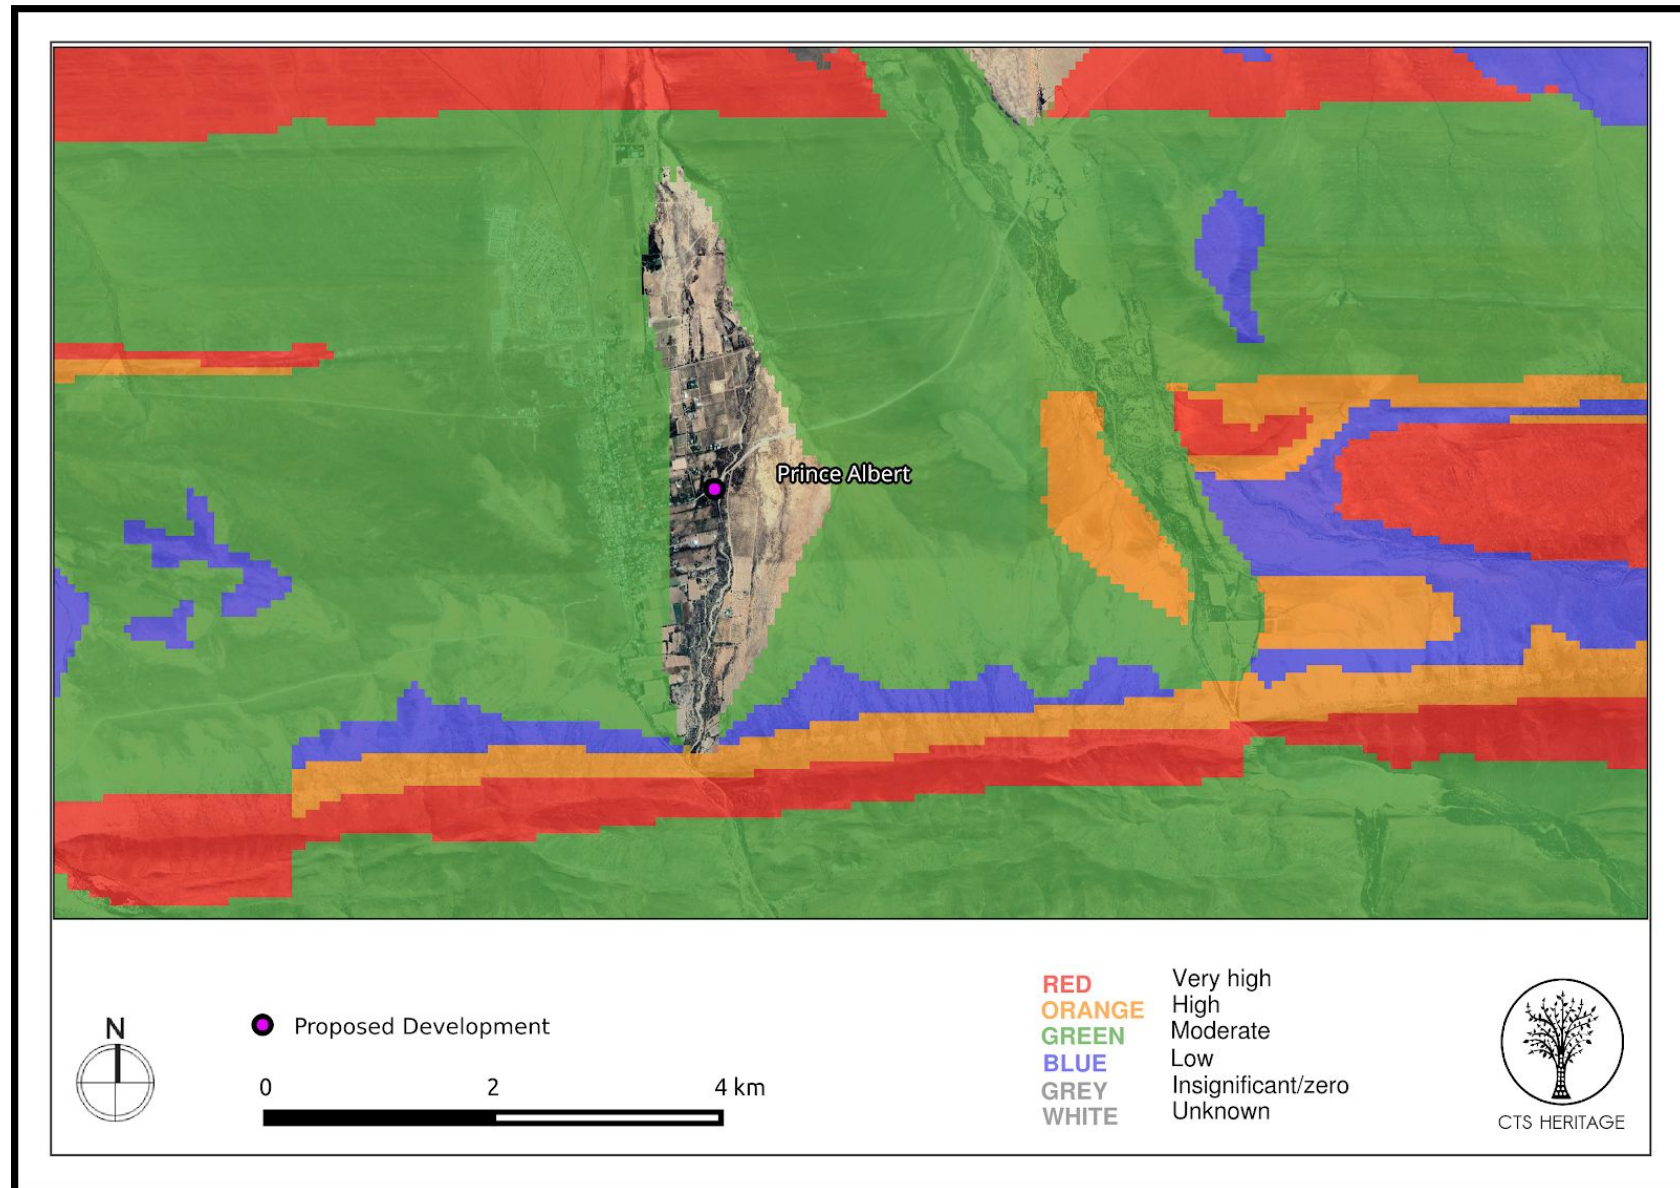 Prince Albert
N
Proposed Development
0 2 4 km
RED Very high
ORANGE High
GREEN Moderate
BLUE Low
GREY Insignificant/zero
WHITE Unknown
CTS HERITAGE